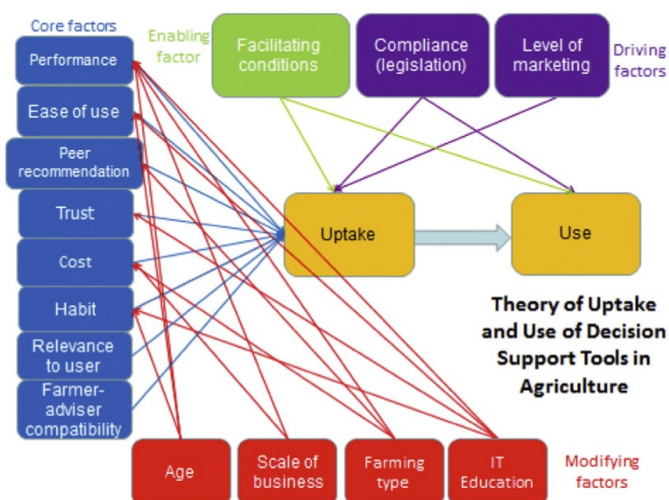 Core factors
Performance
Ease of use
Peer
recommendation
Trust
Cost
Habit
Relevance
to user
Farmer-
adviser
compatibility
Enabling
factor
Facilitating
conditions
Compliance
(legislation)
Level of
marketing
Driving
factors
Uptake
Use
Theory of Uptake
and Use of Decision
Support Tools in
Agriculture
Age
Scale of
business
Farming
type
IT
Education
Modifying
factors